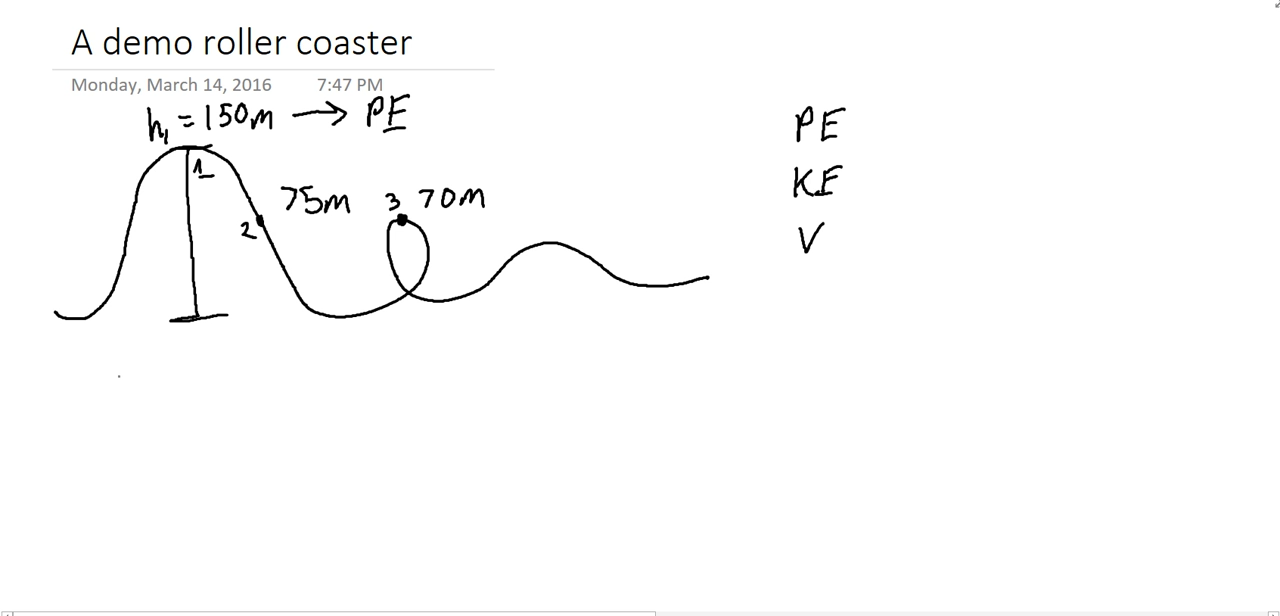 A demo roller coaster
Monday, March 14, 2016 7:47 PM
h₁ = 150m → PE
1
75m
2
3 70m
PE
KE
V